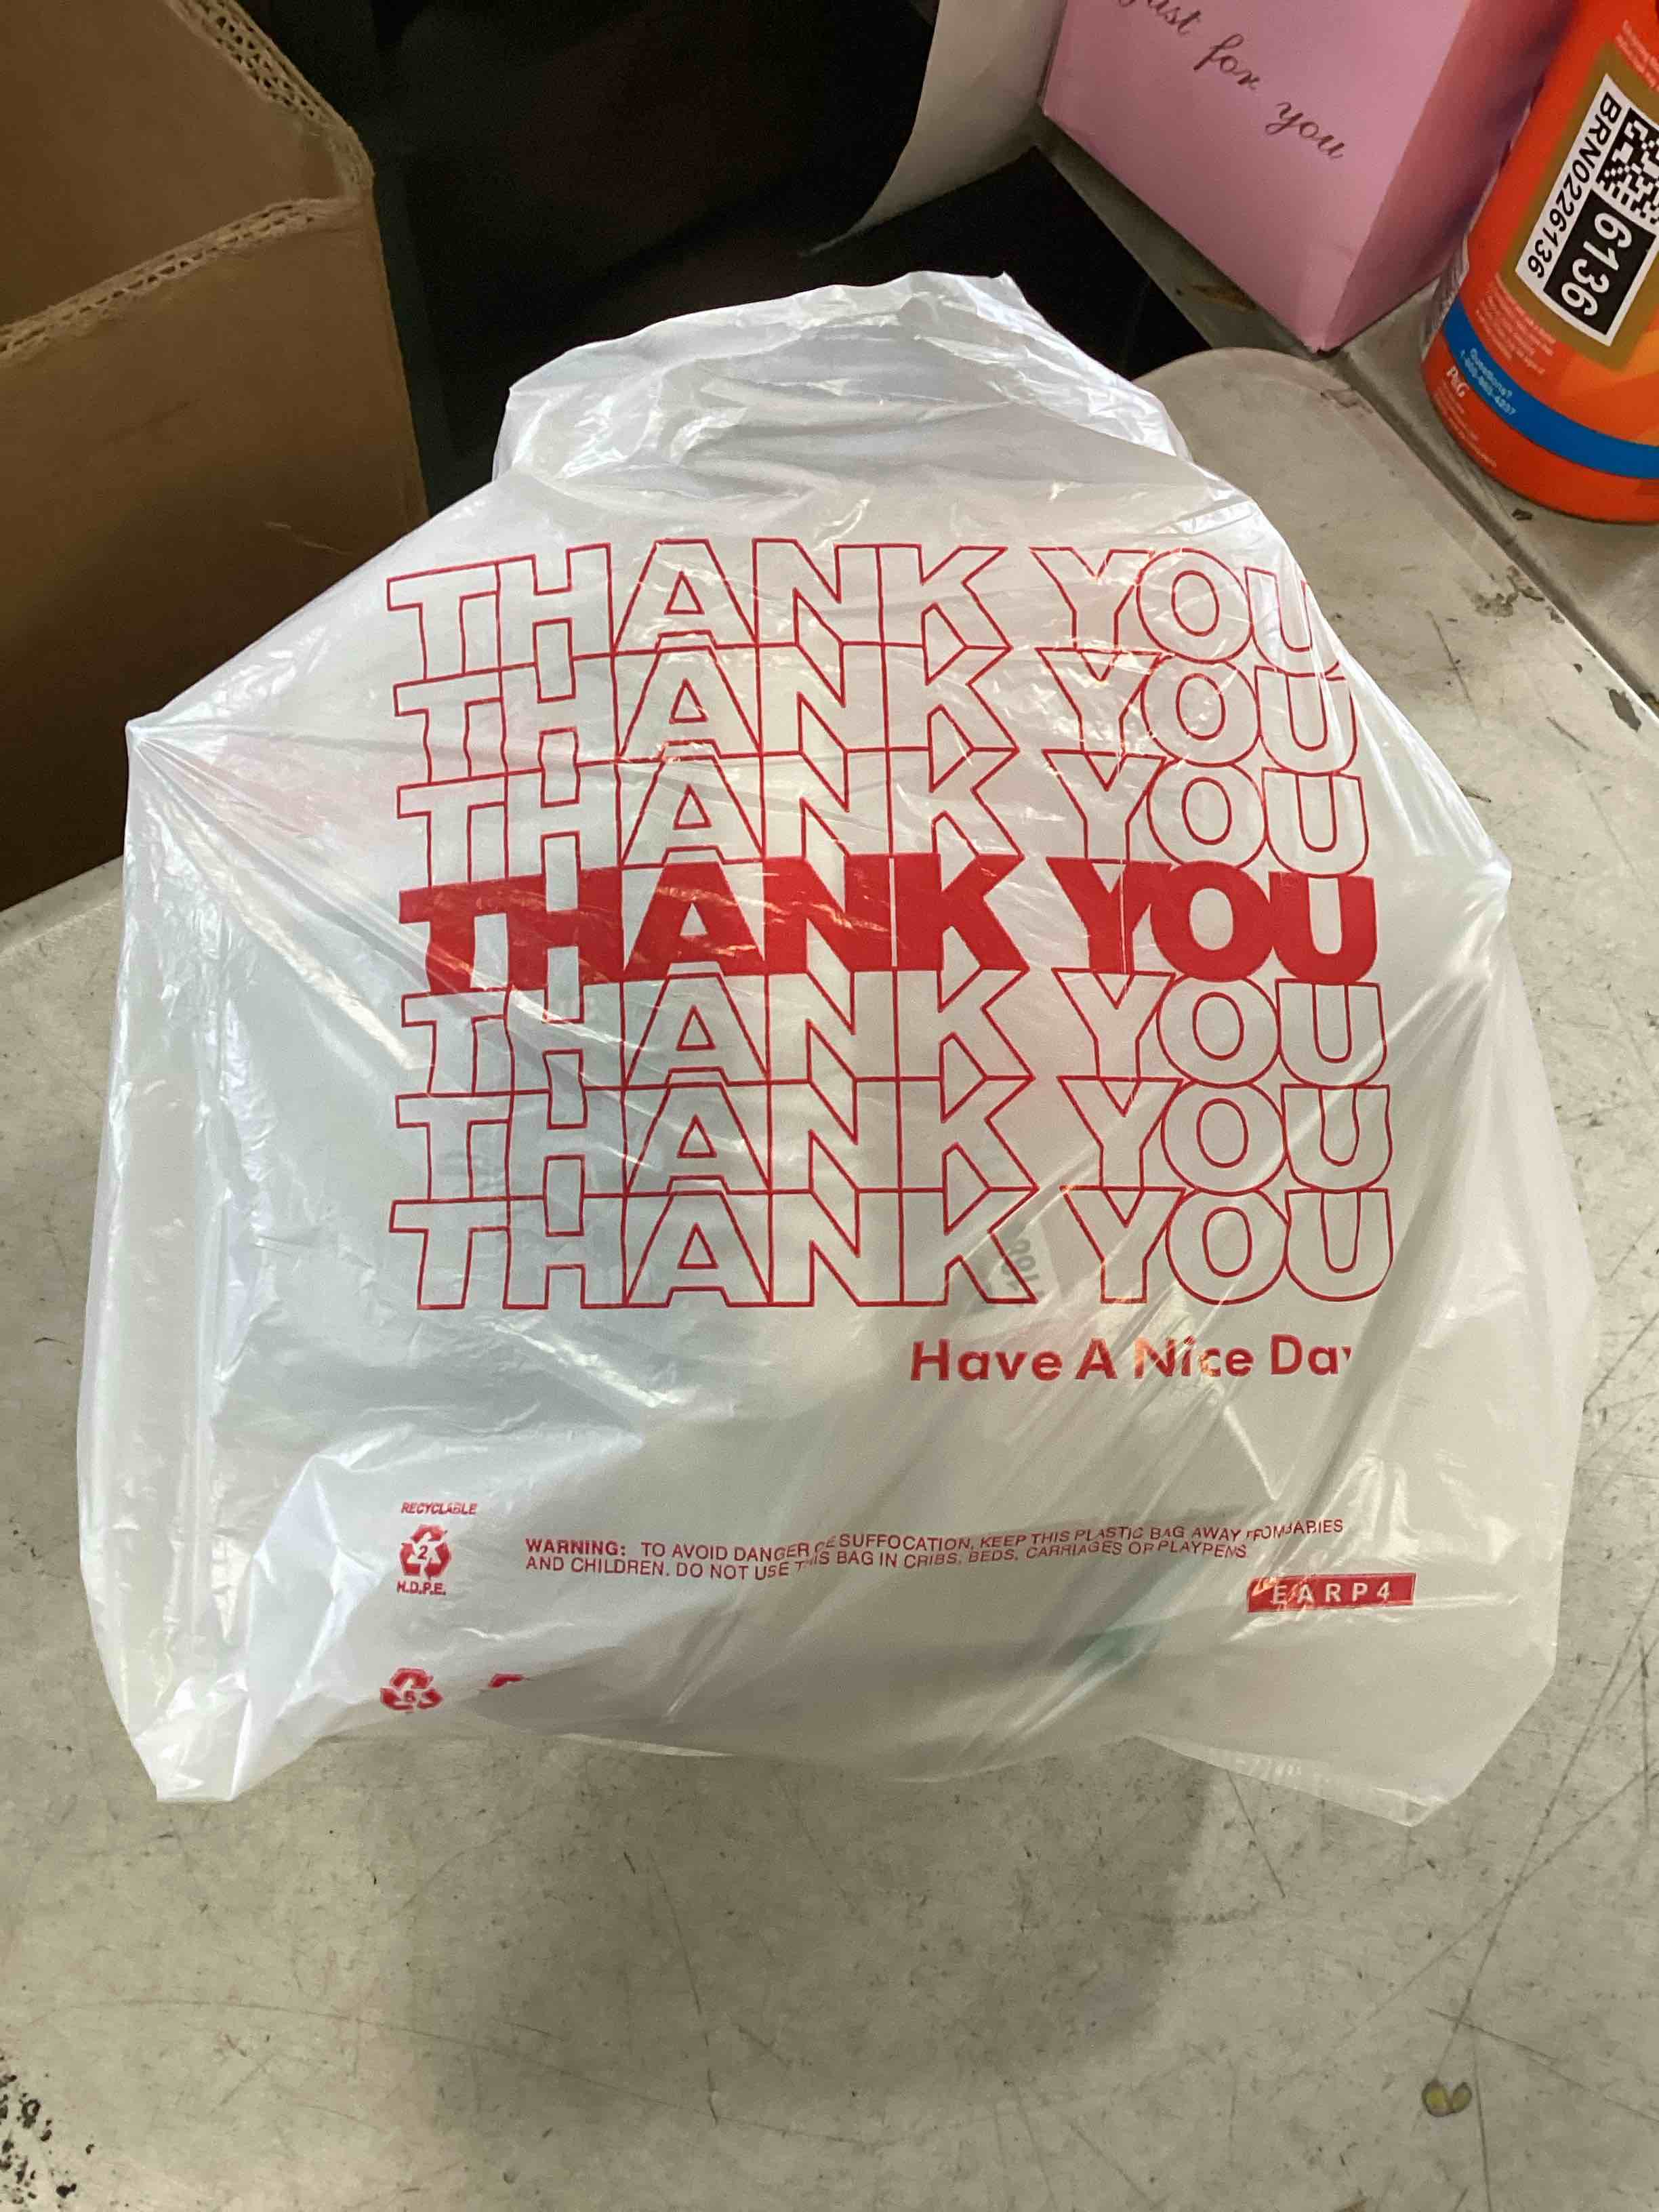 Just for you
BRN0226136
6136
Questions?
P&G
THANK YOU
THANK YOU
THANK YOU
THANK YOU
THANK YOU
THANK YOU
THANK YOU
Have A Nice Day
RECYCLABLE
2
H.D.P.E.
WARNING: TO AVOID DANGER OF SUFFOCATION, KEEP THIS PLASTIC BAG AWAY FROM BABIES
AND CHILDREN. DO NOT USE THIS BAG IN CRIBS, BEDS, CARRIAGES OR PLAYPENS
EARP4